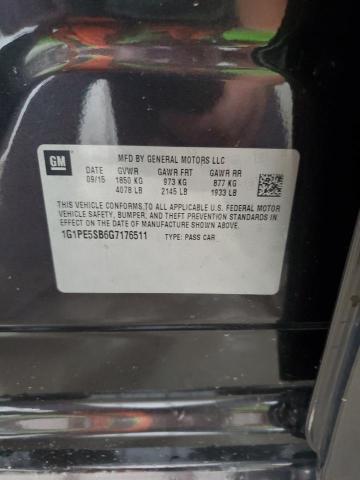 GM
MFD BY GENERAL MOTORS LLC
DATE GVWR GAWR FRT GAWR RR
09/15 1850 KG 973 KG 877 KG
4078 LB 2145 LB 1933 LB
THIS VEHICLE CONFORMS TO ALL APPLICABLE U.S. FEDERAL MOTOR
VEHICLE SAFETY, BUMPER, AND THEFT PREVENTION STANDARDS
IN EFFECT ON THE DATE OF MANUFACTURE SHOWN ABOVE.
1G1PE5SB6G7176511 TYPE: PASS CAR